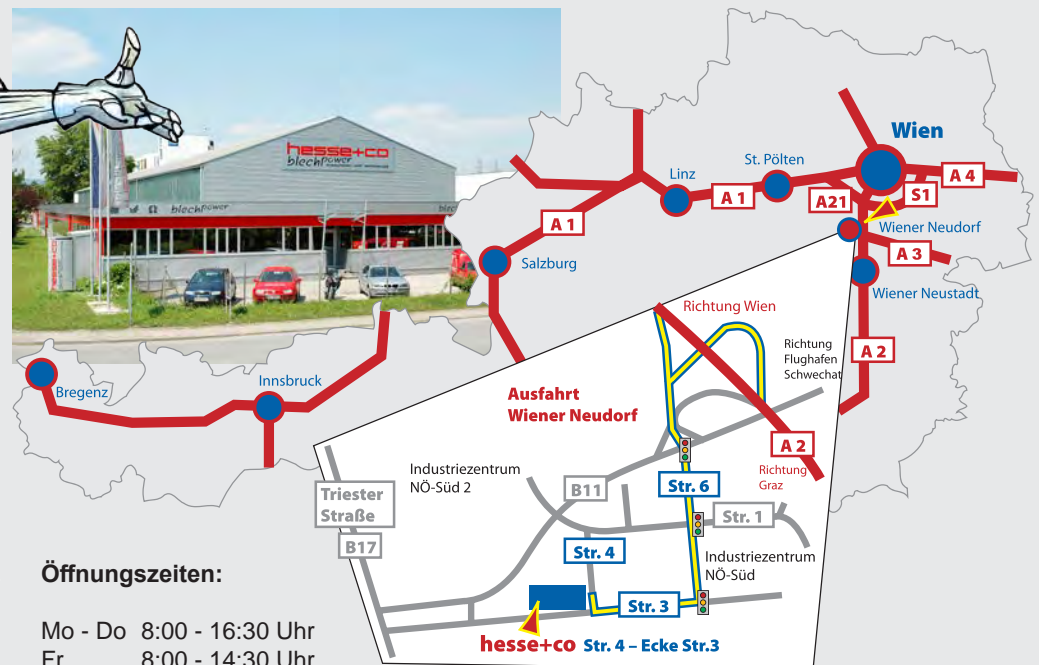 hesse+co
blechpower
blechpower
Wien
St. Pölten
Linz
A 1
A21
S1
A 4
Wiener Neudorf
A 3
Wiener Neustadt
A 2
A 1
Salzburg
Bregenz
Innsbruck
Richtung Wien
Richtung
Flughafen
Schwechat
Ausfahrt
Wiener Neudorf
A 2
Richtung
Graz
Industriezentrum
NÖ-Süd 2
B11
Str. 6
Triester
Straße
B17
Str. 1
Str. 4
Industriezentrum
NÖ-Süd
Str. 3
hesse+co Str. 4 – Ecke Str.3
Öffnungszeiten:
Mo - Do 8:00 - 16:30 Uhr
Fr 8:00 - 14:30 Uhr